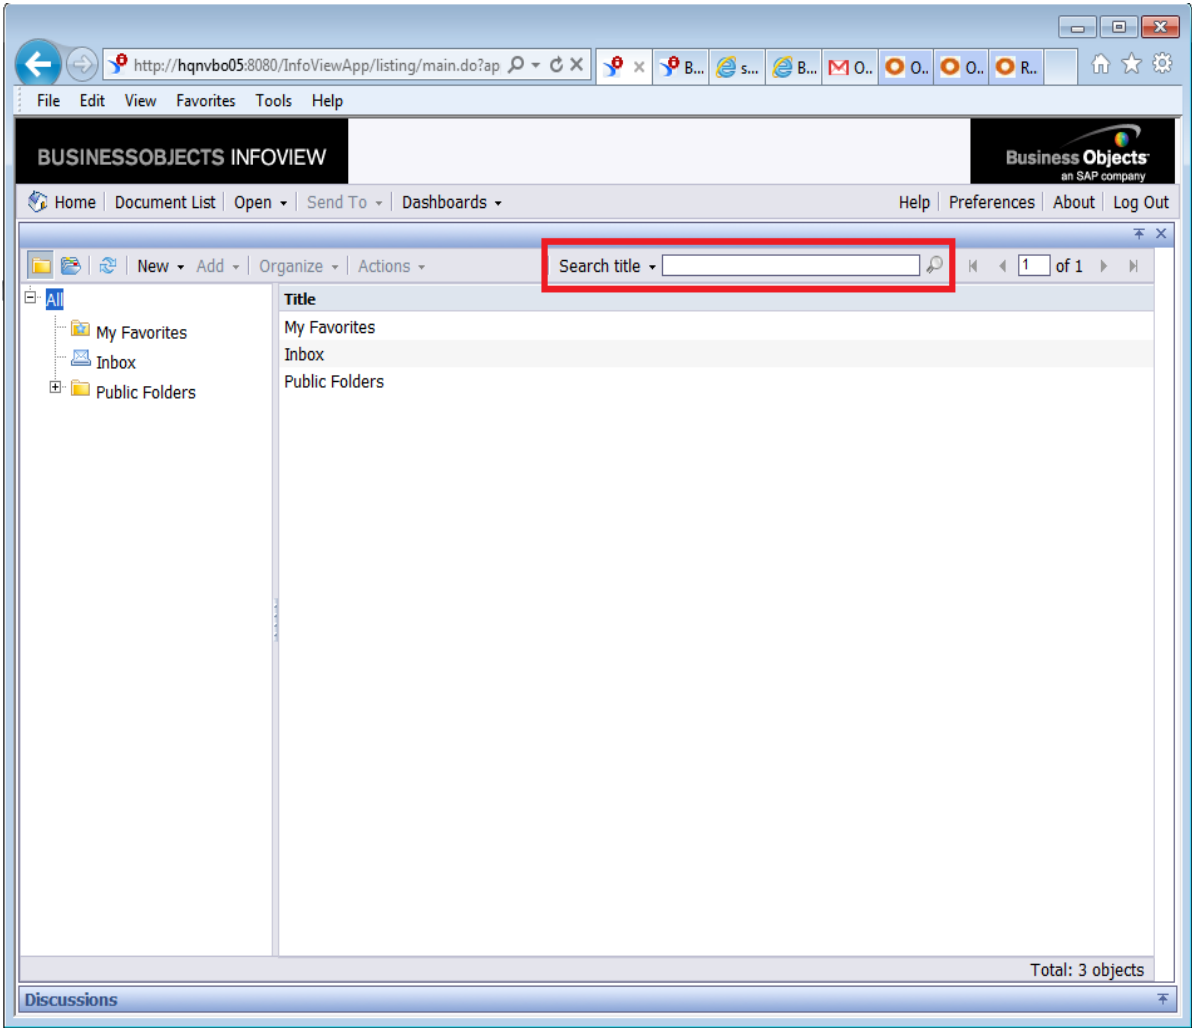 http://hqnvbo05:8080/InfoViewApp/listing/main.do?ap
B...
s...
B...
O..
O..
O..
R..
File Edit View Favorites Tools Help
BUSINESSOBJECTS INFOVIEW
Business Objects
an SAP company
Home Document List Open Send To Dashboards Help Preferences About Log Out
New Add Organize Actions Search title 1 of 1
All
My Favorites
Inbox
Public Folders
Title
My Favorites
Inbox
Public Folders
Total: 3 objects
Discussions